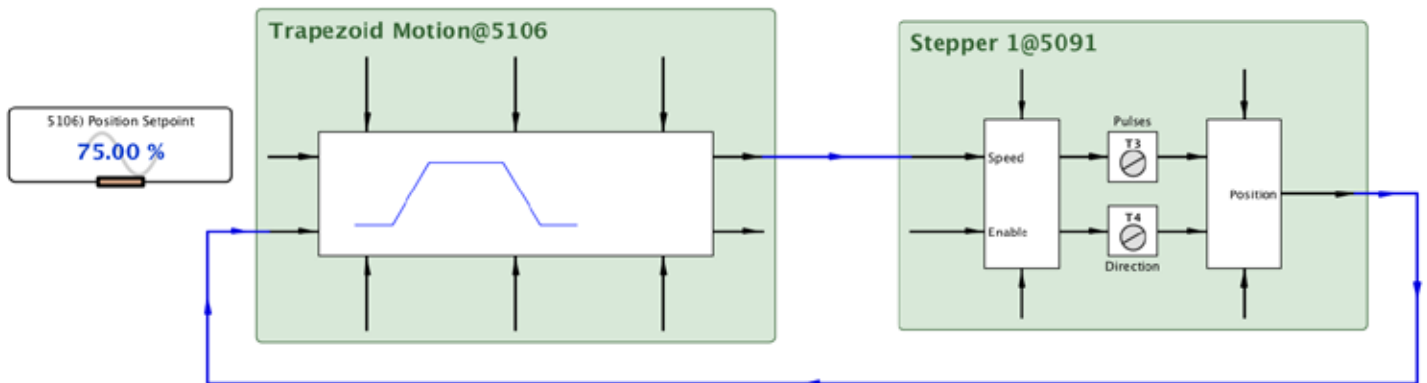 Trapezoid Motion@5106
Stepper 1@5091
5106) Position Setpoint
75.00 %
Pulses
T3
Speed
Position
T4
Enable
Direction